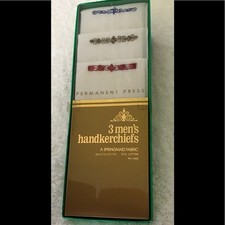 PERMANENT PRESS
3 men's
handkerchiefs
A SPRINGMAID FABRIC